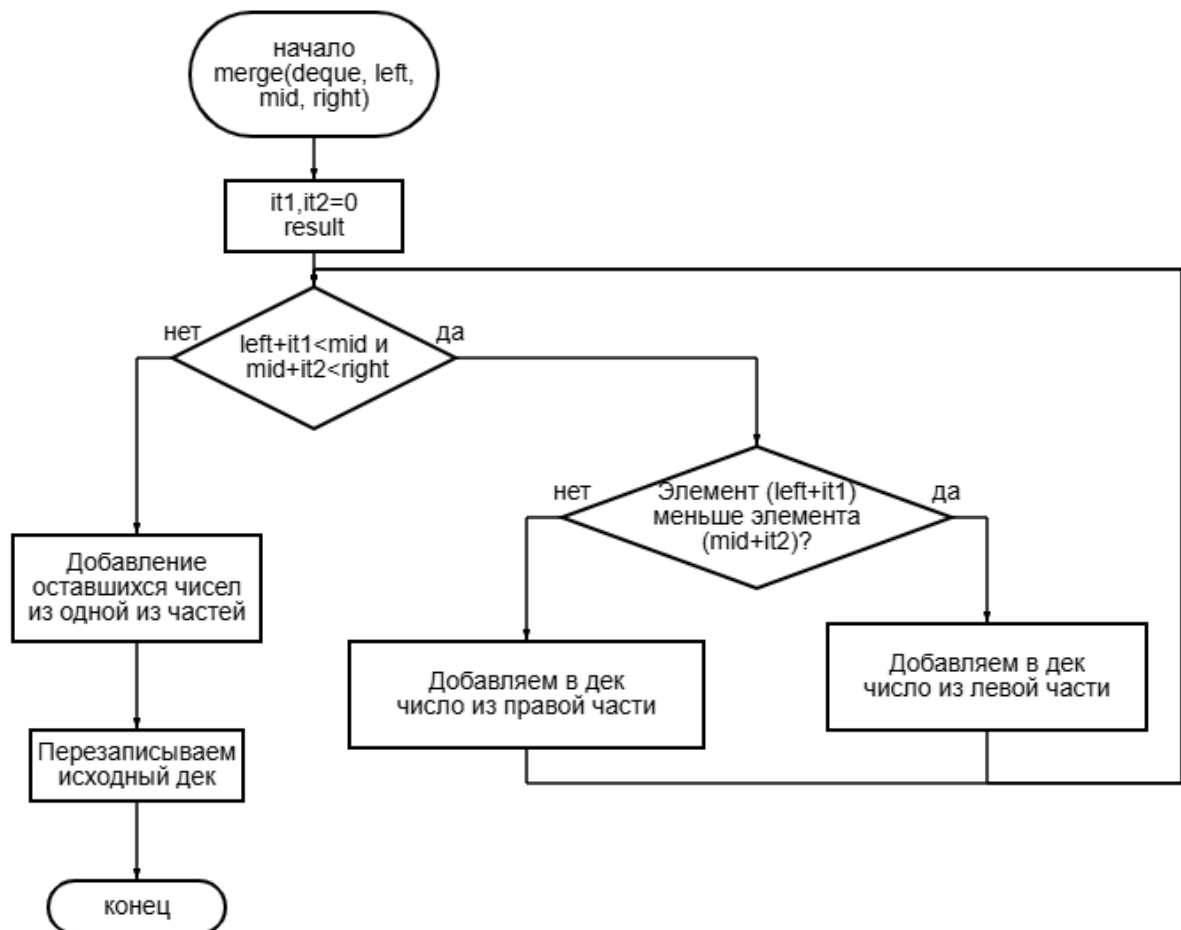 начало
merge(deque, left,
mid, right)
it1,it2=0
result
нет
да
left+it1<mid и
mid+it2<right
нет
да
Элемент (left+it1)
меньше элемента
(mid+it2)?
Добавление
оставшихся чисел
из одной из частей
Добавляем в дек
число из правой части
Добавляем в дек
число из левой части
Перезаписываем
исходный дек
конец